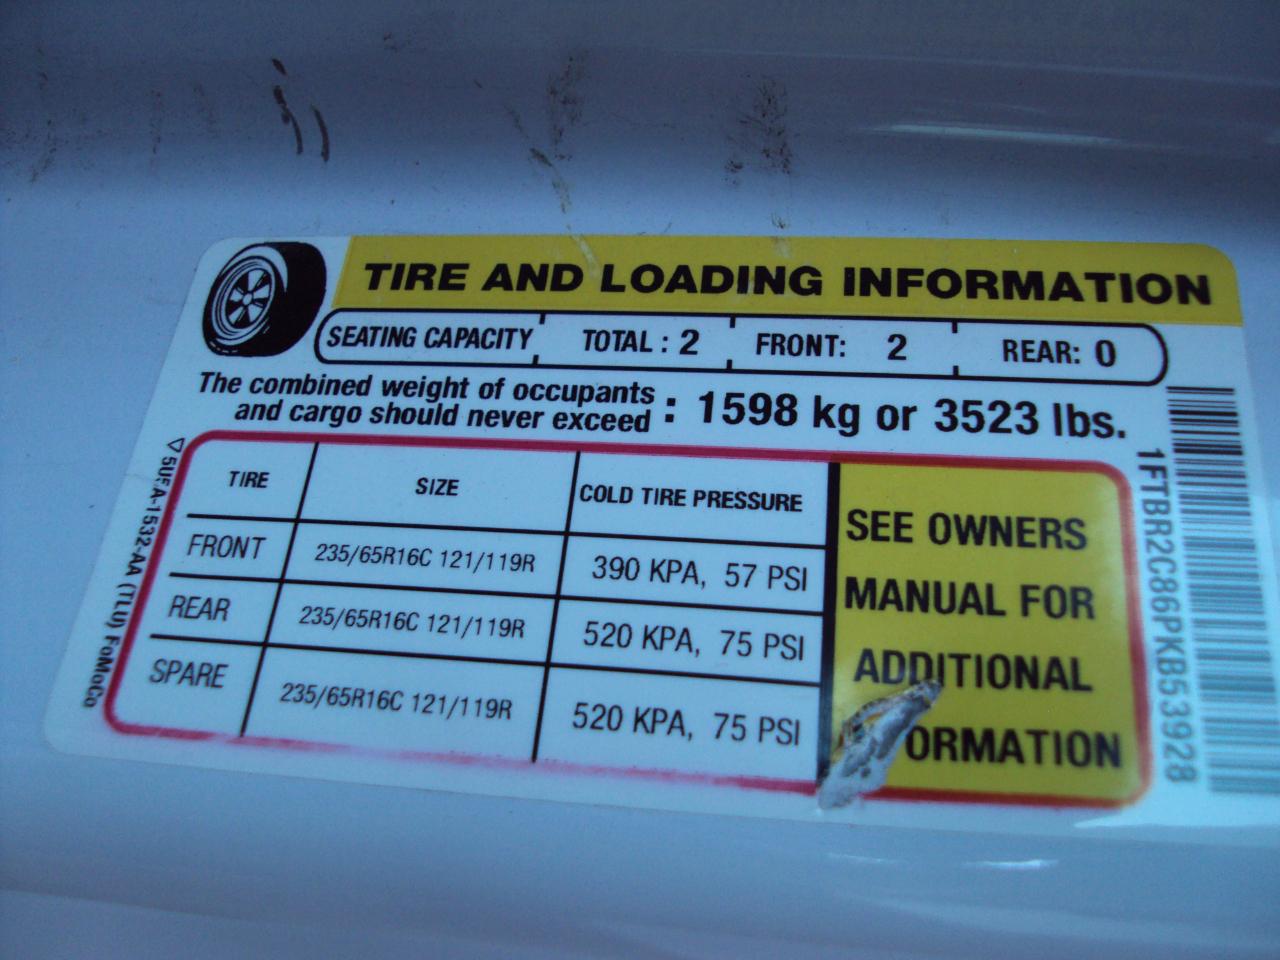 TIRE AND LOADING INFORMATION
SEATING CAPACITY TOTAL : 2 FRONT: 2 REAR: 0
The combined weight of occupants
and cargo should never exceed : 1598 kg or 3523 lbs.
TIRE SIZE COLD TIRE PRESSURE
FRONT 235/65R16C 121/119R 390 KPA, 57 PSI
REAR 235/65R16C 121/119R 520 KPA, 75 PSI
SPARE 235/65R16C 121/119R 520 KPA, 75 PSI
SEE OWNERS
MANUAL FOR
ADDITIONAL
ORMATION
5UFA-1532-AA (TLU) FoMoCo
1FTBR2C86PKB53928